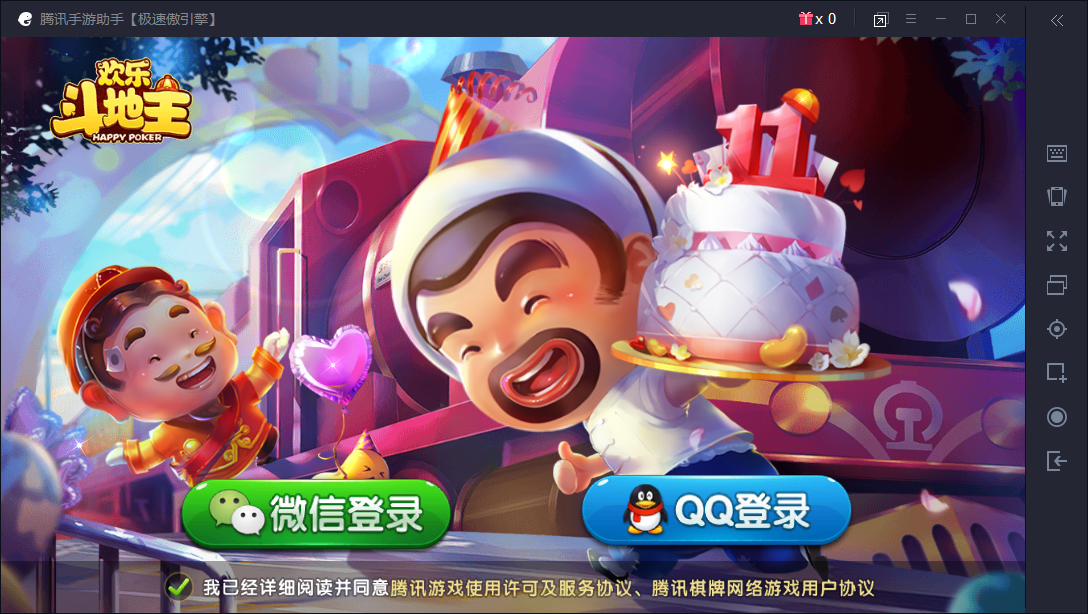 腾讯手游助手【极速傲引擎】
x 0
欢乐
斗地主
HAPPY POKER
11
微信登录
QQ登录
我已经详细阅读并同意腾讯游戏使用许可及服务协议、腾讯棋牌网络游戏用户协议